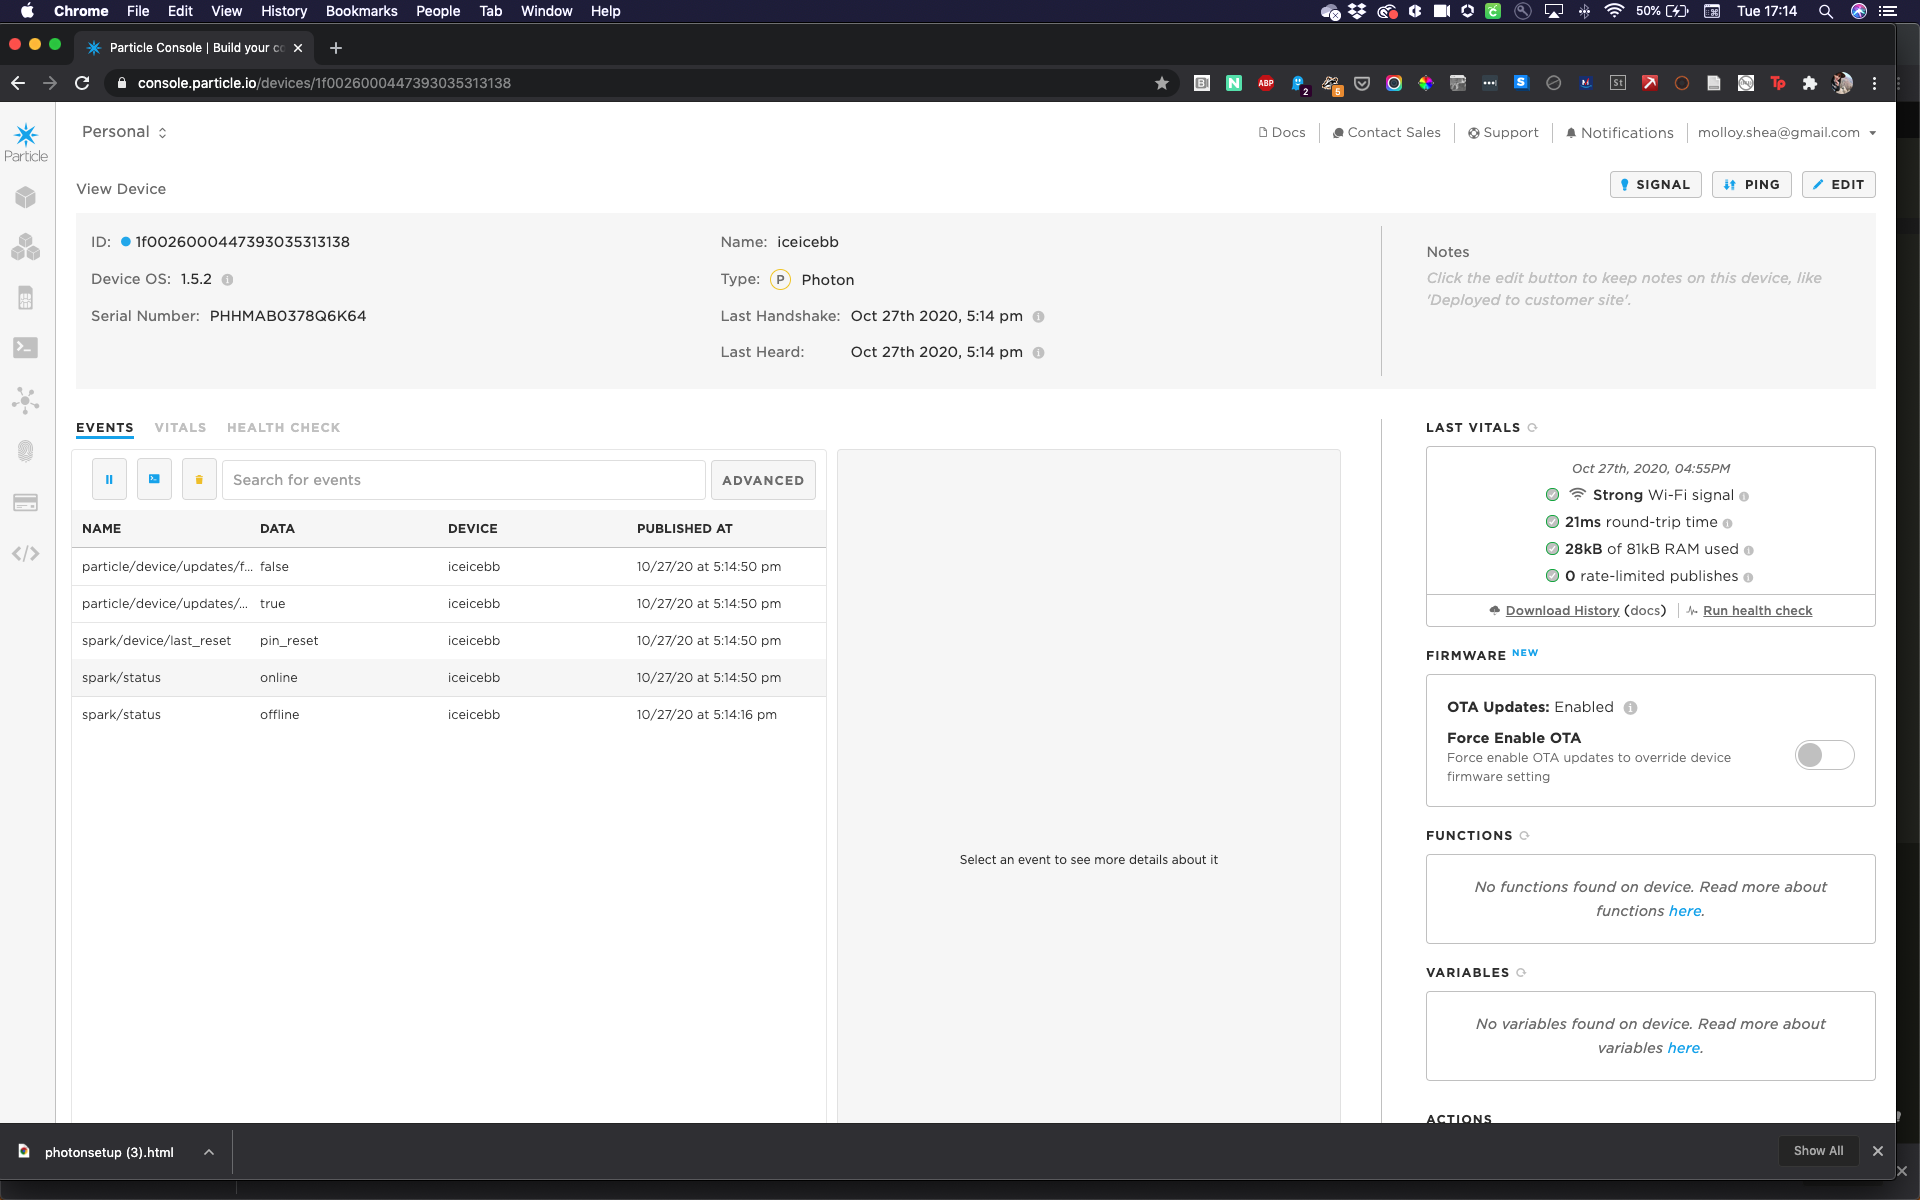 Chrome File Edit View History Bookmarks People Tab Window Help 50% Tue 17:14
Particle Console | Build your co
console.particle.io/devices/1f0026000447393035313138
Particle
Personal
Docs Contact Sales Support Notifications molloy.shea@gmail.com
View Device
SIGNAL PING EDIT
ID: 1f0026000447393035313138
Device OS: 1.5.2
Serial Number: PHHMAB0378Q6K64
Name: iceicebb
Type: P Photon
Last Handshake: Oct 27th 2020, 5:14 pm
Last Heard: Oct 27th 2020, 5:14 pm
Notes
Click the edit button to keep notes on this device, like
'Deployed to customer site'.
EVENTS VITALS HEALTH CHECK
Search for events ADVANCED
NAME DATA DEVICE PUBLISHED AT
particle/device/updates/f... false iceicebb 10/27/20 at 5:14:50 pm
particle/device/updates/... true iceicebb 10/27/20 at 5:14:50 pm
spark/device/last_reset pin_reset iceicebb 10/27/20 at 5:14:50 pm
spark/status online iceicebb 10/27/20 at 5:14:50 pm
spark/status offline iceicebb 10/27/20 at 5:14:16 pm
Select an event to see more details about it
LAST VITALS
Oct 27th, 2020, 04:55PM
Strong Wi-Fi signal
21ms round-trip time
28kB of 81kB RAM used
0 rate-limited publishes
Download History (docs) Run health check
FIRMWARE NEW
OTA Updates: Enabled
Force Enable OTA
Force enable OTA updates to override device
firmware setting
FUNCTIONS
No functions found on device. Read more about
functions here.
VARIABLES
No variables found on device. Read more about
variables here.
ACTIONS
photonsetup (3).html
Show All